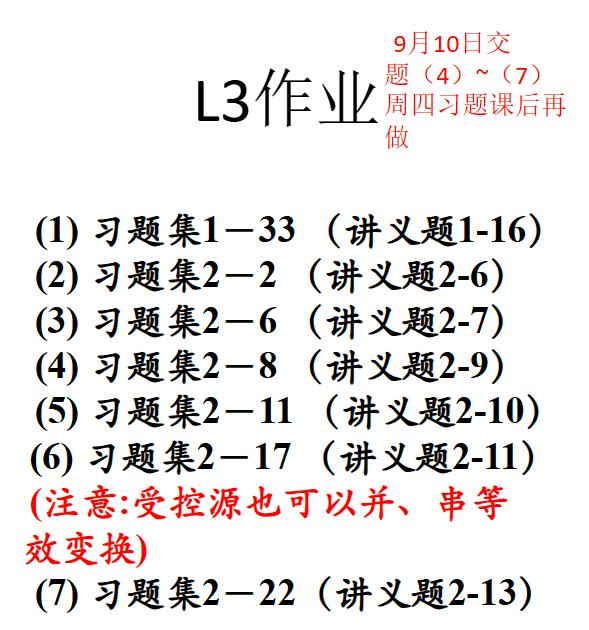 L3作业
9月10日交
题（4）~（7）
周四习题课后再
做
(1) 习题集1－33 （讲义题1-16）
(2) 习题集2－2 （讲义题2-6）
(3) 习题集2－6 （讲义题2-7）
(4) 习题集2－8 （讲义题2-9）
(5) 习题集2－11 （讲义题2-10）
(6) 习题集2－17 （讲义题2-11）
(注意:受控源也可以并、串等
效变换)
(7) 习题集2－22（讲义题2-13）